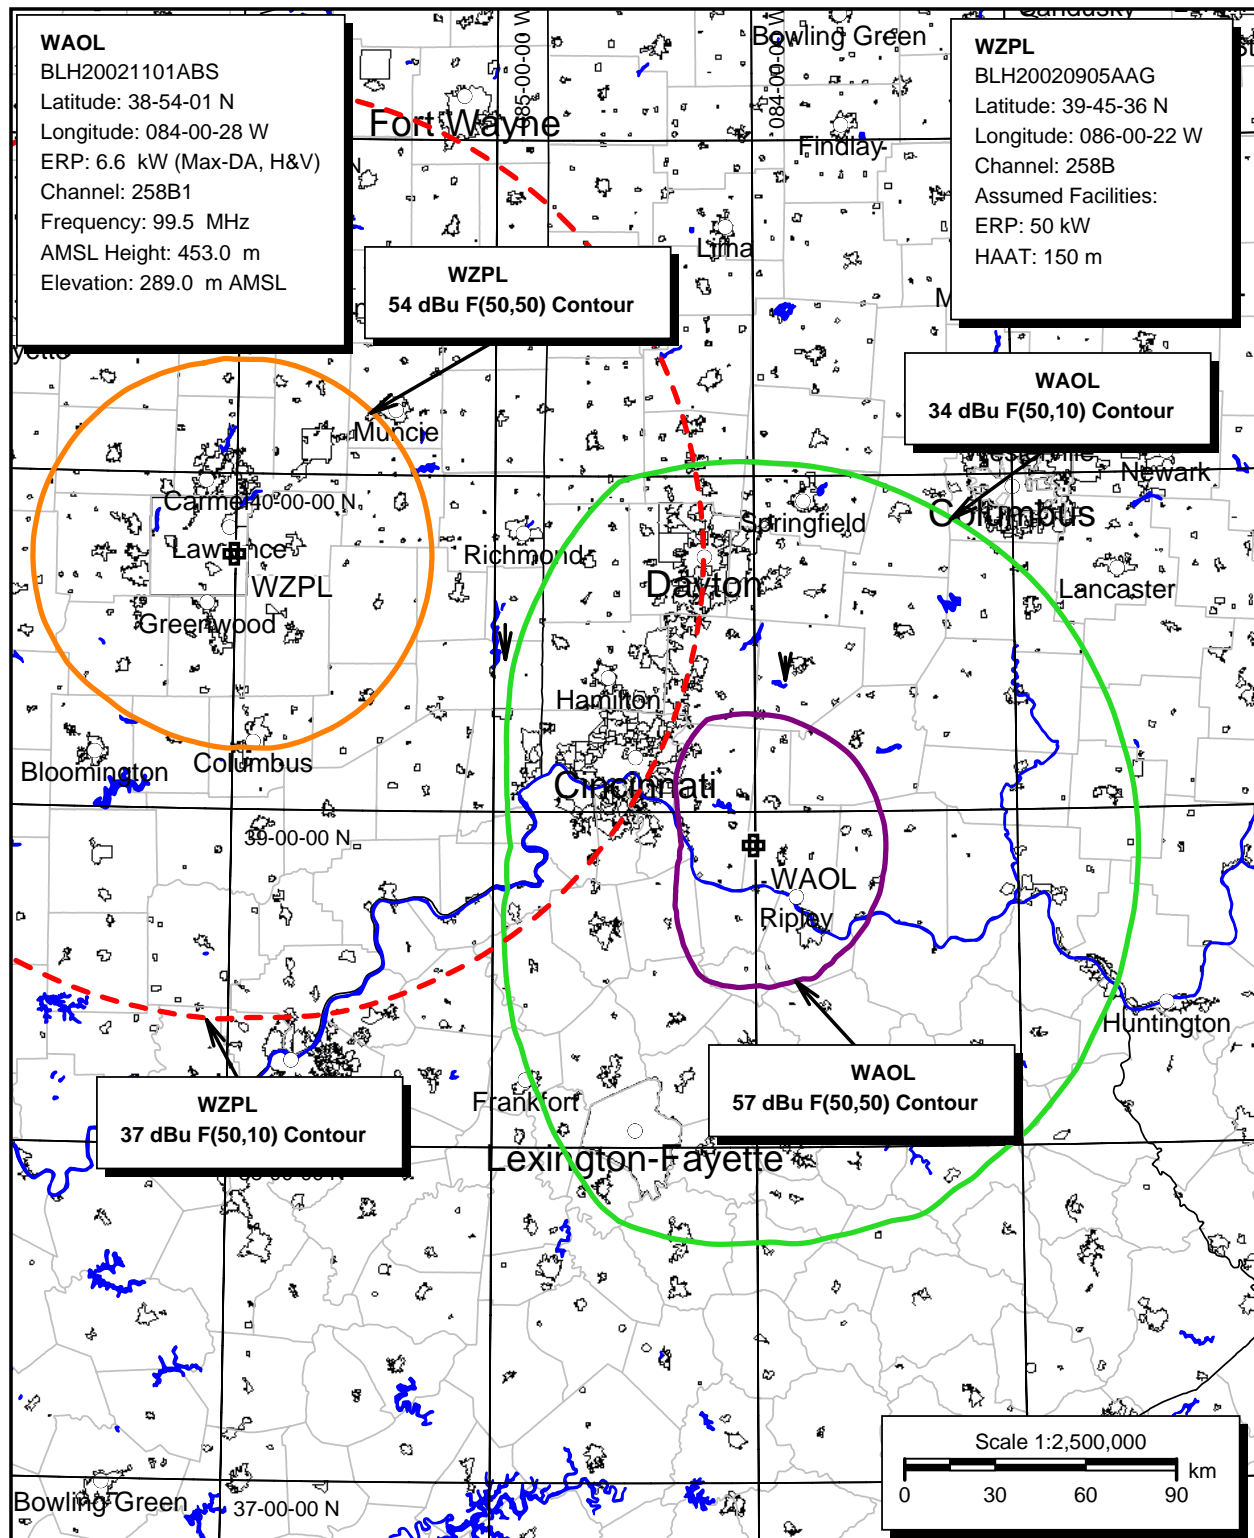 WAOL
BLH20021101ABS
Latitude: 38-54-01 N
Longitude: 084-00-28 W
ERP: 6.6 kW (Max-DA, H&V)
Channel: 258B1
Frequency: 99.5 MHz
AMSL Height: 453.0 m
Elevation: 289.0 m AMSL
WZPL
BLH20020905AAG
Latitude: 39-45-36 N
Longitude: 086-00-22 W
Channel: 258B
Assumed Facilities:
ERP: 50 kW
HAAT: 150 m
085-00-00 W
084-00-00 W
Bowling Green
Fort Wayne
Findlay
Lima
WZPL
54 dBu F(50,50) Contour
WAOL
34 dBu F(50,10) Contour
Muncie
Westerville
Newark
Carmel
40-00-00 N
Columbus
Springfield
Lawrence
Richmond
Dayton
Lancaster
WZPL
Greenwood
Hamilton
Columbus
Bloomington
Cincinnati
39-00-00 N
WAOL
Ripley
Huntington
WZPL
37 dBu F(50,10) Contour
WAOL
57 dBu F(50,50) Contour
Frankfort
Lexington-Fayette
Scale 1:2,500,000
km
0 30 60 90
Bowling Green
37-00-00 N